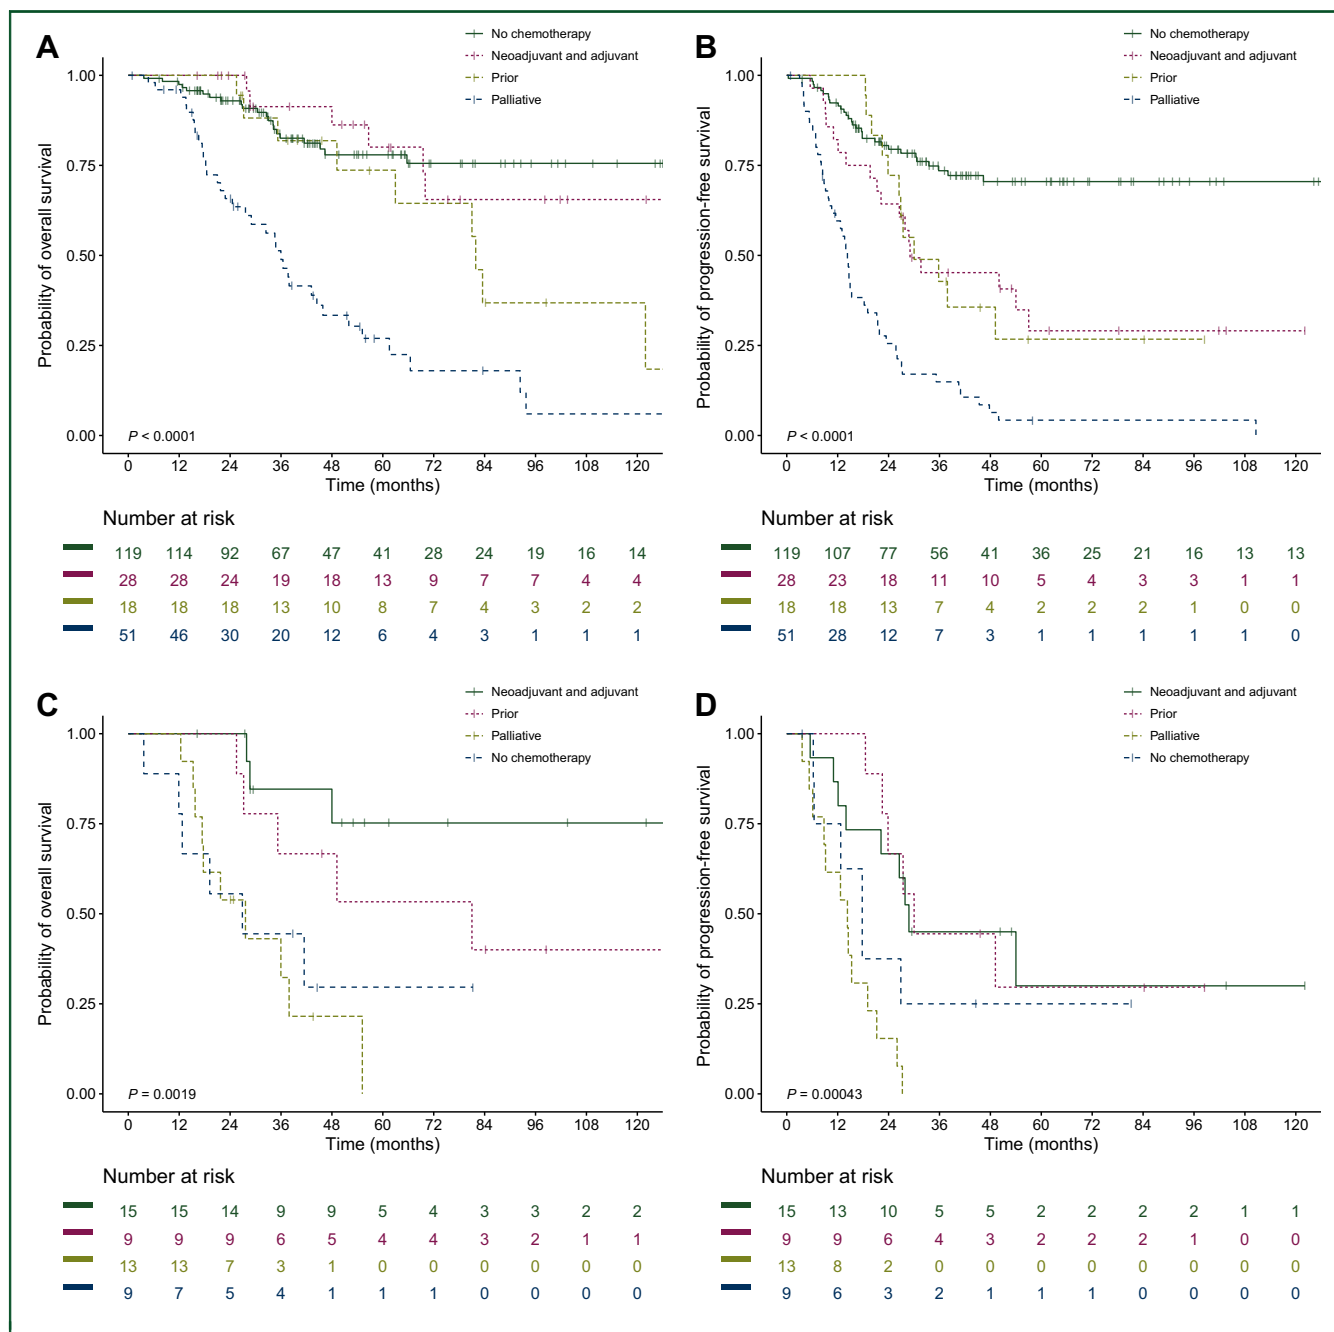 A
No chemotherapy
Neoadjuvant and adjuvant
Prior
Palliative
Probability of overall survival
1.00
0.75
0.50
0.25
0.00
P < 0.0001
0 12 24 36 48 60 72 84 96 108 120
Time (months)
Number at risk
119 114 92 67 47 41 28 24 19 16 14
28 28 24 19 18 13 9 7 7 4 4
18 18 18 13 10 8 7 4 3 2 2
51 46 30 20 12 6 4 3 1 1 1
B
No chemotherapy
Neoadjuvant and adjuvant
Prior
Palliative
Probability of progression-free survival
1.00
0.75
0.50
0.25
0.00
P < 0.0001
0 12 24 36 48 60 72 84 96 108 120
Time (months)
Number at risk
119 107 77 56 41 36 25 21 16 13 13
28 23 18 11 10 5 4 3 3 1 1
18 18 13 7 4 2 2 2 1 0 0
51 28 12 7 3 1 1 1 1 1 0
C
Neoadjuvant and adjuvant
Prior
Palliative
No chemotherapy
Probability of overall survival
1.00
0.75
0.50
0.25
0.00
P = 0.0019
0 12 24 36 48 60 72 84 96 108 120
Time (months)
Number at risk
15 15 14 9 9 5 4 3 3 2 2
9 9 9 6 5 4 4 3 2 1 1
13 13 7 3 1 0 0 0 0 0 0
9 7 5 4 1 1 1 0 0 0 0
D
Neoadjuvant and adjuvant
Prior
Palliative
No chemotherapy
Probability of progression-free survival
1.00
0.75
0.50
0.25
0.00
P = 0.00043
0 12 24 36 48 60 72 84 96 108 120
Time (months)
Number at risk
15 13 10 5 5 2 2 2 2 1 1
9 9 6 4 3 2 2 2 1 0 0
13 8 2 0 0 0 0 0 0 0 0
9 6 3 2 1 1 1 0 0 0 0